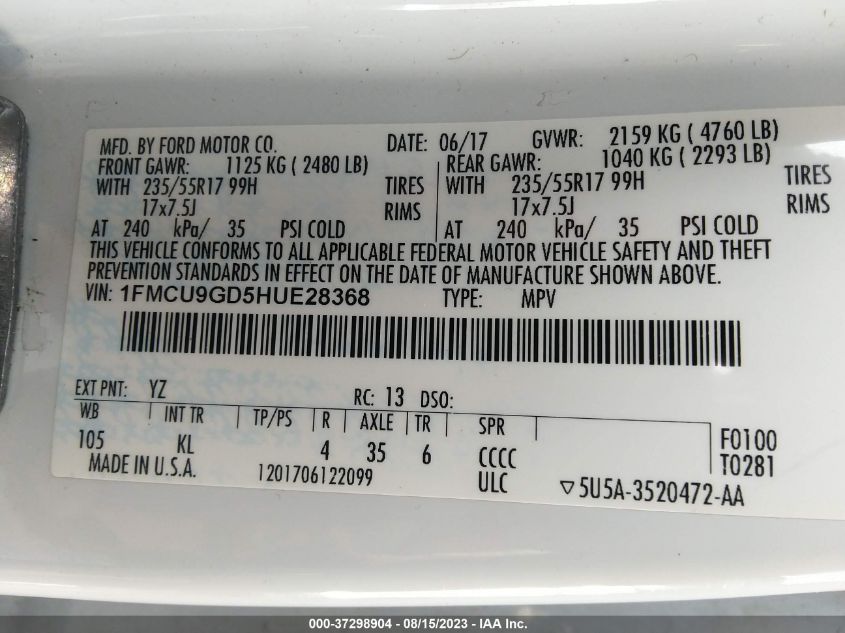 MFD. BY FORD MOTOR CO. DATE: 06/17 GVWR: 2159 KG ( 4760 LB)
FRONT GAWR: 1125 KG ( 2480 LB) REAR GAWR: 1040 KG ( 2293 LB)
WITH 235/55R17 99H TIRES WITH 235/55R17 99H TIRES
17x7.5J RIMS 17x7.5J RIMS
AT 240 kPa/ 35 PSI COLD AT 240 kPa/ 35 PSI COLD
THIS VEHICLE CONFORMS TO ALL APPLICABLE FEDERAL MOTOR VEHICLE SAFETY AND THEFT
PREVENTION STANDARDS IN EFFECT ON THE DATE OF MANUFACTURE SHOWN ABOVE.
VIN: 1FMCU9GD5HUE28368 TYPE: MPV
EXT PNT: YZ RC: 13 DSO:
WB INT TR TP/PS R AXLE TR SPR
105 KL 4 35 6 CCCC F0100
MADE IN U.S.A. 1201706122099 ULC T0281
▽5U5A-3520472-AA
000-37298904 - 08/15/2023 - IAA Inc.